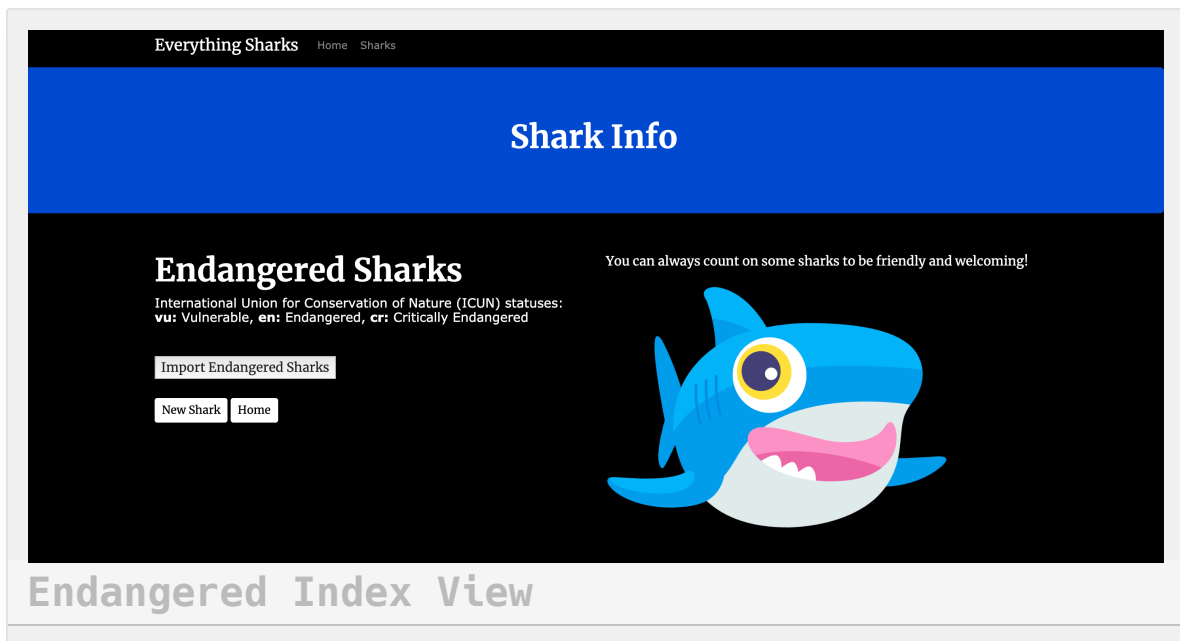 Everything Sharks Home Sharks
Shark Info
Endangered Sharks
International Union for Conservation of Nature (ICUN) statuses:
vu: Vulnerable, en: Endangered, cr: Critically Endangered
Import Endangered Sharks
New Shark Home
You can always count on some sharks to be friendly and welcoming!
Endangered Index View